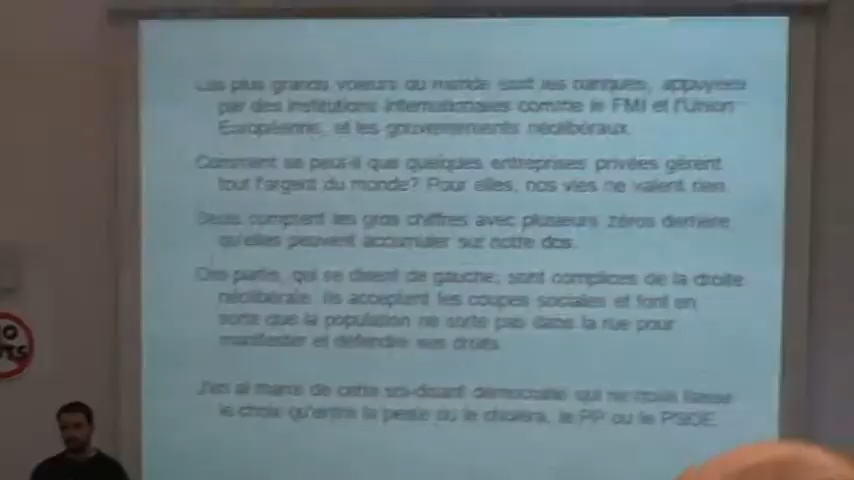 Les plus grands voleurs du monde sont les banques, appuyées
par des institutions internationales comme le FMI et l'Union
Européenne, et les gouvernements néolibéraux.
Comment se peut-il que quelques entreprises privées gèrent
tout l'argent du monde? Pour elles, nos vies ne valent rien.
Seuls comptent les gros chiffres avec plusieurs zéros derrière
qu'elles peuvent accumuler sur notre dos.
Des partis, qui se disent de gauche, sont complices de la droite
néolibérale. Ils acceptent les coupes sociales et font en
sorte que la population ne sorte pas dans la rue pour
manifester et défendre ses droits.
J'en ai marre de cette soi-disant démocratie qui ne nous laisse
le choix qu'entre la peste ou le choléra, le PP ou le PSOE.